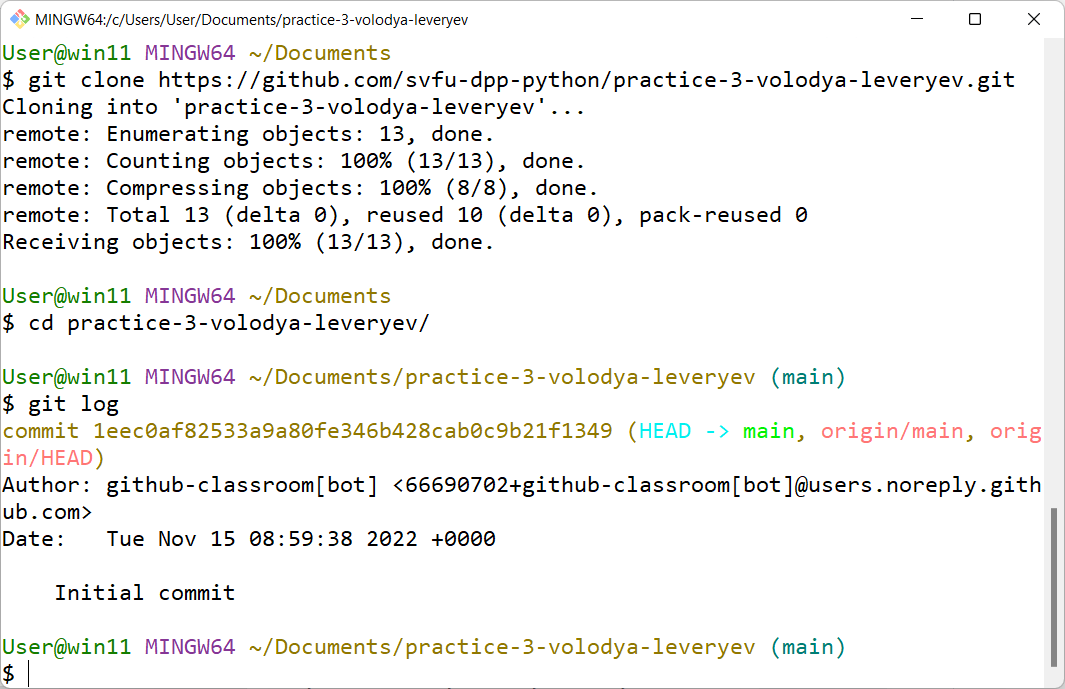 MINGW64:/c/Users/User/Documents/practice-3-volodya-leveryev
User@win11 MINGW64 ~/Documents
$ git clone https://github.com/svfu-dpp-python/practice-3-volodya-leveryev.git
Cloning into 'practice-3-volodya-leveryev'...
remote: Enumerating objects: 13, done.
remote: Counting objects: 100% (13/13), done.
remote: Compressing objects: 100% (8/8), done.
remote: Total 13 (delta 0), reused 10 (delta 0), pack-reused 0
Receiving objects: 100% (13/13), done.
User@win11 MINGW64 ~/Documents
$ cd practice-3-volodya-leveryev/
User@win11 MINGW64 ~/Documents/practice-3-volodya-leveryev (main)
$ git log
commit 1eec0af82533a9a80fe346b428cab0c9b21f1349 (HEAD -> main, origin/main, orig
in/HEAD)
Author: github-classroom[bot] <66690702+github-classroom[bot]@users.noreply.gith
ub.com>
Date:   Tue Nov 15 08:59:38 2022 +0000
    Initial commit
User@win11 MINGW64 ~/Documents/practice-3-volodya-leveryev (main)
$